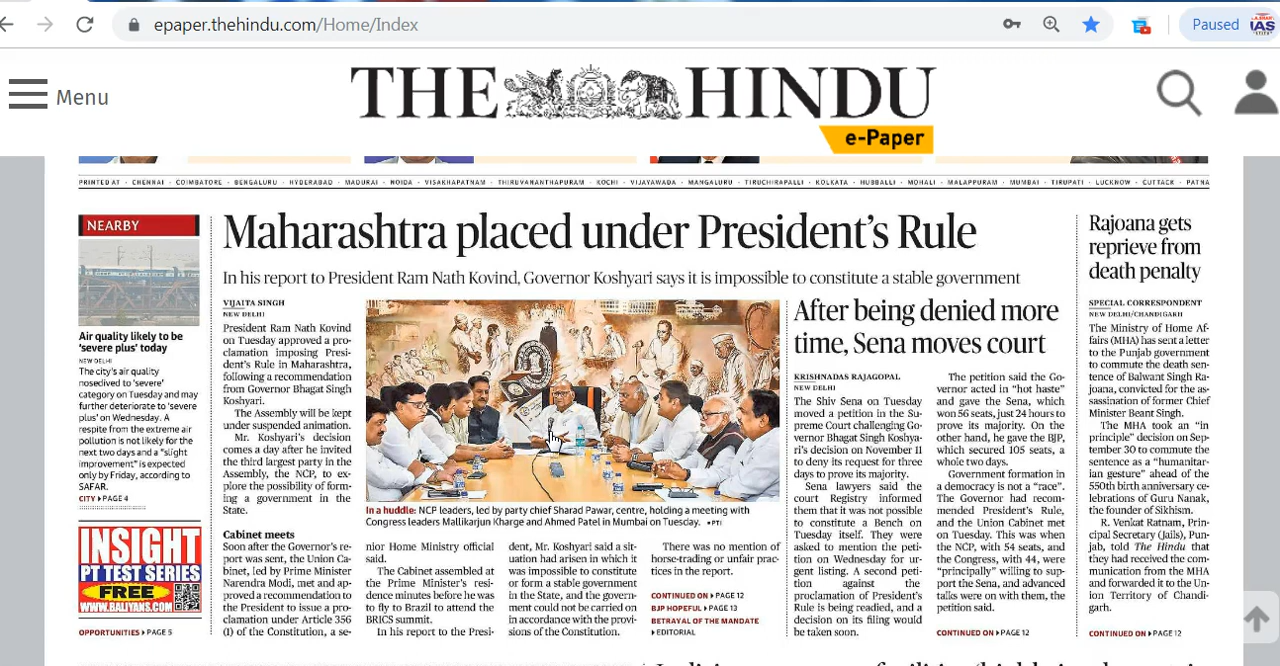 epaper.thehindu.com/Home/Index
Paused
IAS
Menu
THE HINDU
e-Paper
PRINTED AT · CHENNAI · COIMBATORE · BENGALURU · HYDERABAD · MADURAI · NOIDA · VISAKHAPATNAM · THIRUVANANTHAPURAM · KOCHI · VIJAYAWADA · MANGALURU · TIRUCHIRAPALLI · KOLKATA · HUBBALLI · MOHALI · MALAPPURAM · MUMBAI · TIRUPATI · LUCKNOW · CUTTACK · PATNA
NEARBY
Air quality likely to be
'severe plus' today
NEW DELHI
The city's air quality
nosedived to 'severe'
category on Tuesday and may
further deteriorate to 'severe
plus' on Wednesday. A
respite from the extreme air
pollution is not likely for the
next two days and a "slight
improvement" is expected
only by Friday, according to
SAFAR.
CITY ▸ PAGE 4
INSIGHT
PT TEST SERIES
FREE
WWW.BALIYANS.COM
OPPORTUNITIES ▸ PAGE 5
Maharashtra placed under President's Rule
In his report to President Ram Nath Kovind, Governor Koshyari says it is impossible to constitute a stable government
VIJAITA SINGH
NEW DELHI
President Ram Nath Kovind
on Tuesday approved a pro-
clamation imposing Presi-
dent's Rule in Maharashtra,
following a recommendation
from Governor Bhagat Singh
Koshyari.
The Assembly will be kept
under suspended animation.
Mr. Koshyari's decision
comes a day after he invited
the third largest party in the
Assembly, the NCP, to ex-
plore the possibility of form-
ing a government in the
State.
Cabinet meets
Soon after the Governor's re-
port was sent, the Union Ca-
binet, led by Prime Minister
Narendra Modi, met and ap-
proved a recommendation to
the President to issue a pro-
clamation under Article 356
(1) of the Constitution, a se-
In a huddle: NCP leaders, led by party chief Sharad Pawar, centre, holding a meeting with
Congress leaders Mallikarjun Kharge and Ahmed Patel in Mumbai on Tuesday. •PTI
nior Home Ministry official
said.
The Cabinet assembled at
the Prime Minister's resi-
dence minutes before he was
to fly to Brazil to attend the
BRICS summit.
In his report to the Presi-
dent, Mr. Koshyari said a sit-
uation had arisen in which it
was impossible to constitute
or form a stable government
in the State, and the govern-
ment could not be carried on
in accordance with the provi-
sions of the Constitution.
There was no mention of
horse-trading or unfair prac-
tices in the report.
CONTINUED ON ▸ PAGE 12
BJP HOPEFUL ▸ PAGE 13
BETRAYAL OF THE MANDATE
▸ EDITORIAL
After being denied more
time, Sena moves court
KRISHNADAS RAJAGOPAL
NEW DELHI
The Shiv Sena on Tuesday
moved a petition in the Su-
preme Court challenging Go-
vernor Bhagat Singh Koshya-
ri's decision on November 11
to deny its request for three
days to prove its majority.
Sena lawyers said the
court Registry informed
them that it was not possible
to constitute a Bench on
Tuesday itself. They were
asked to mention the peti-
tion on Wednesday for ur-
gent listing. A second peti-
tion against the
proclamation of President's
Rule is being readied, and a
decision on its filing would
be taken soon.
The petition said the Go-
vernor acted in "hot haste"
and gave the Sena, which
won 56 seats, just 24 hours to
prove its majority. On the
other hand, he gave the BJP,
which secured 105 seats, a
whole two days.
Government formation in
a democracy is not a "race".
The Governor had recom-
mended President's Rule,
and the Union Cabinet met
on Tuesday. This was when
the NCP, with 54 seats, and
the Congress, with 44, were
"principally" willing to sup-
port the Sena, and advanced
talks were on with them, the
petition said.
CONTINUED ON ▸ PAGE 12
Rajoana gets
reprieve from
death penalty
SPECIAL CORRESPONDENT
NEW DELHI/CHANDIGARH
The Ministry of Home Af-
fairs (MHA) has sent a letter
to the Punjab government
to commute the death sen-
tence of Balwant Singh Ra-
joana, convicted for the as-
sassination of former Chief
Minister Beant Singh.
The MHA took an "in
principle" decision on Sep-
tember 30 to commute the
sentence as a "humanitar-
ian gesture" ahead of the
550th birth anniversary ce-
lebrations of Guru Nanak,
the founder of Sikhism.
R. Venkat Ratnam, Prin-
cipal Secretary (Jails), Pun-
jab, told The Hindu that
they had received the com-
munication from the MHA
and forwarded it to the Un-
ion Territory of Chandi-
garh.
CONTINUED ON ▸ PAGE 12